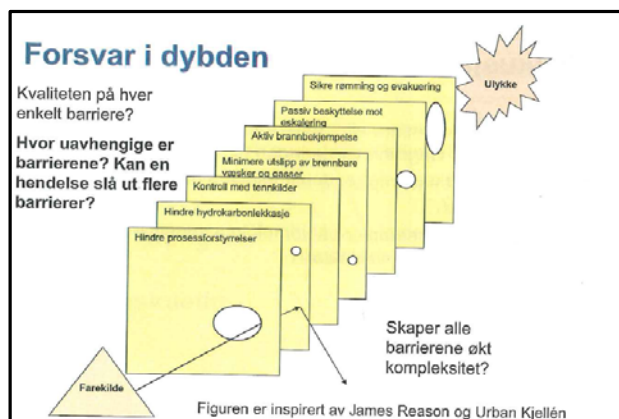 Forsvar i dybden
Kvaliteten på hver
enkelt barriere?
Hvor uavhengige er
barrierene? Kan en
hendelse slå ut flere
barrierer?
Sikre rømming og evakuering
Passiv beskyttelse mot
eskalering
Aktiv brannbekjempelse
Minimere utslipp av brennbare
væsker og gasser
Kontroll med tennkilder
Hindre hydrokarbonlekkasje
Hindre prosessforstyrrelser
Ulykke
Farekilde
Skaper alle
barrierene økt
kompleksitet?
Figuren er inspirert av James Reason og Urban Kjellén